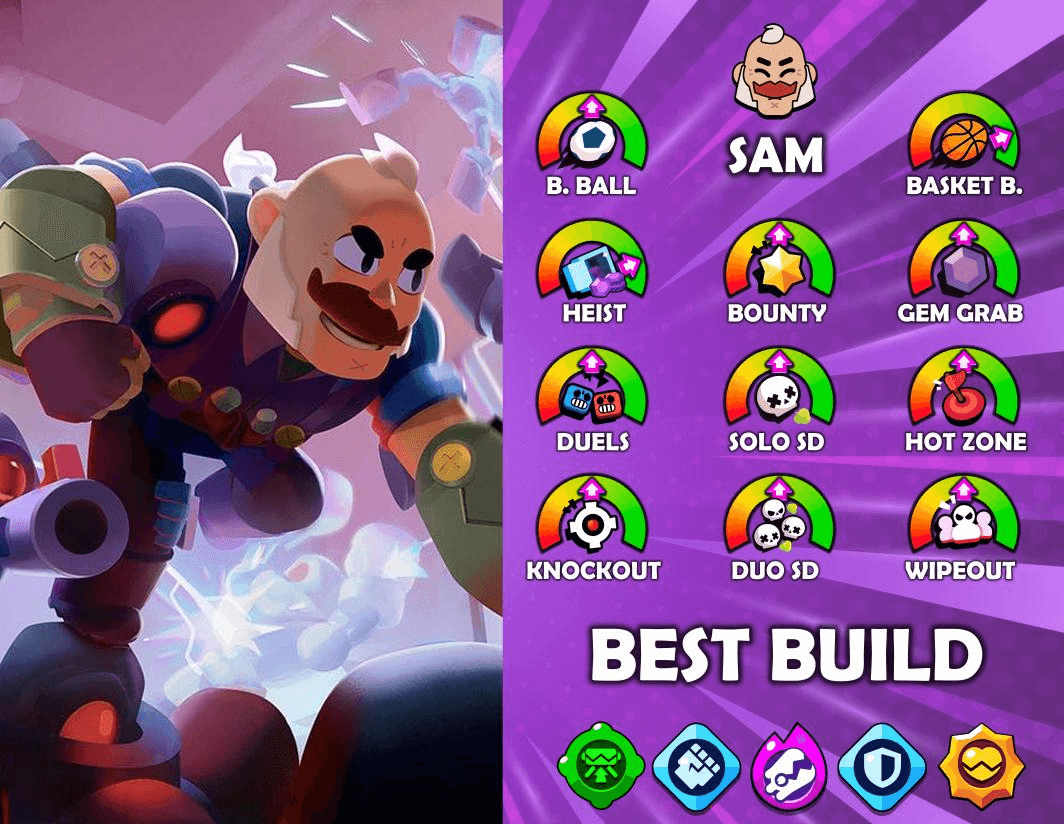 SAM
B. BALL
BASKET B.
HEIST
BOUNTY
GEM GRAB
DUELS
SOLO SD
HOT ZONE
KNOCKOUT
DUO SD
WIPEOUT
BEST BUILD